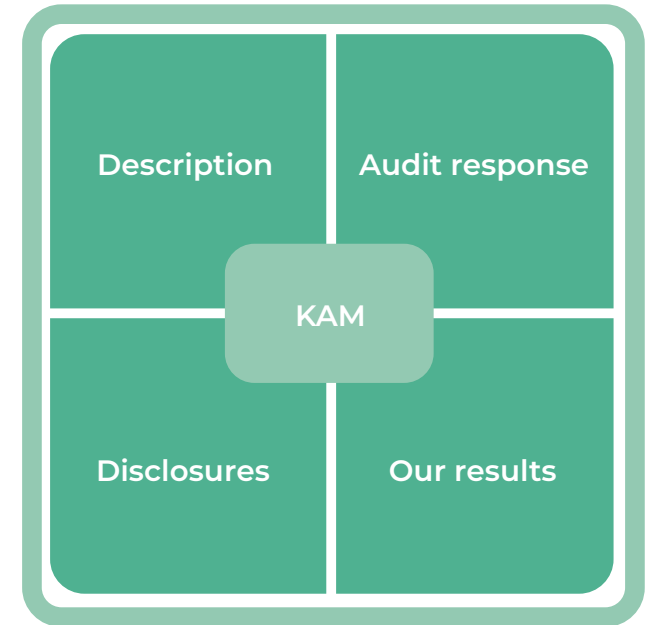 Description
Audit response
KAM
Disclosures
Our results